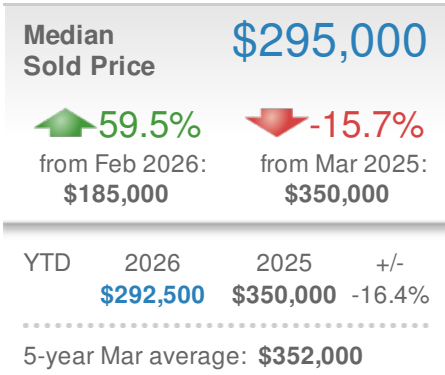 Median
Sold Price
$295,000
59.5% -15.7%
from Feb 2026: from Mar 2025:
$185,000 $350,000
YTD 2026 2025 +/-
$292,500 $350,000 -16.4%
5-year Mar average: $352,000